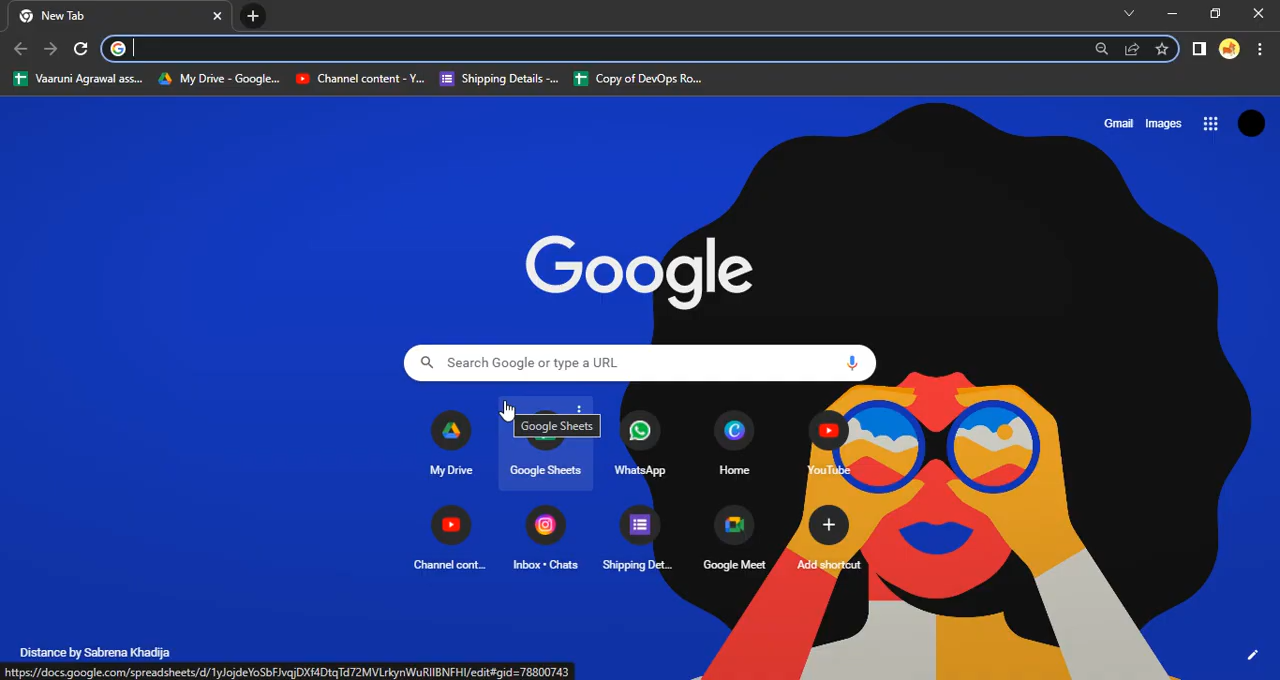 New Tab
Vaaruni Agrawal ass... My Drive - Google... Channel content - Y... Shipping Details -... Copy of DevOps Ro...
Gmail Images
Google
Search Google or type a URL
Google Sheets
My Drive Google Sheets WhatsApp Home YouTube
Channel cont... Inbox • Chats Shipping Det... Google Meet Add shortcut
Distance by Sabrena Khadija
https://docs.google.com/spreadsheets/d/1yJojdeYoSbFJvqjDXf4DtqTd72MVLrkynWuRIIBNFHI/edit#gid=78800743